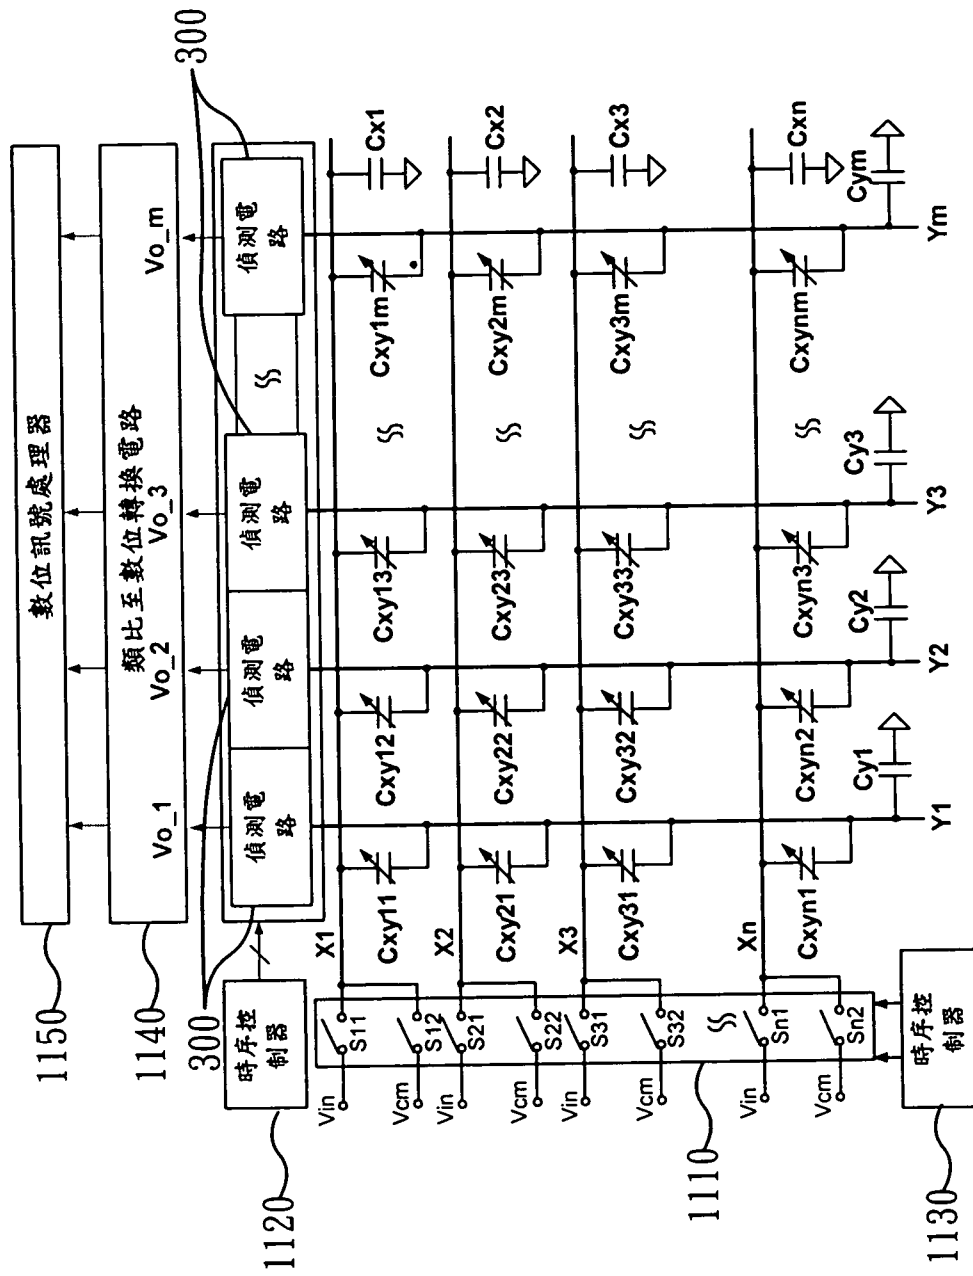 1150
數位訊號處理器
1140
類比至數位轉換電路
Vo_1
Vo_2
Vo_3
Vo_m
300
300
偵測電路
偵測電路
偵測電路
偵測電路
1120
時序控制器
X1
Cxy11
Cxy12
Cxy13
Cxy1m
Cx1
Vin
S11
Vcm
S12
X2
Cxy21
Cxy22
Cxy23
Cxy2m
Cx2
Vin
S21
Vcm
S22
X3
Cxy31
Cxy32
Cxy33
Cxy3m
Cx3
Vin
S31
Vcm
S32
1110
Xn
Cxyn1
Cxyn2
Cxyn3
Cxynm
Cxn
Vin
Sn1
Vcm
Sn2
Cy1
Cy2
Cy3
Cym
Y1
Y2
Y3
Ym
時序控制器
1130